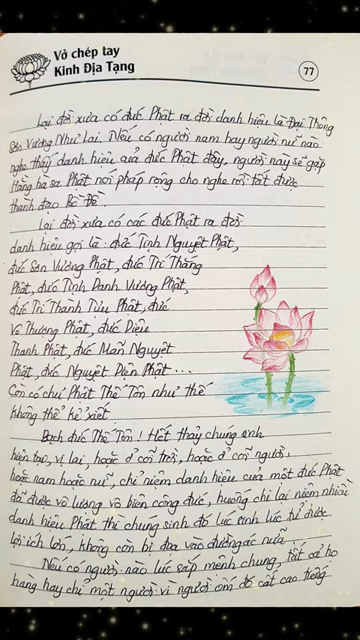 Vở chép tay
Kinh Địa Tạng
77
Lại đời xưa có đức Phật ra đời danh hiệu là Đại Thông
Sơn Vương Như Lai. Nếu có người nam hay người nữ nào
nghe thấy danh hiệu của đức Phật đây, người này sẽ gặp
Hằng hà sa Phật nói pháp rộng cho nghe rồi tất được
thành đạo Bồ Đề.
Lại đời xưa có các đức Phật ra đời
danh hiệu gọi là: đức Tịnh Nguyệt Phật,
đức Sơn Vương Phật, đức Trí Thắng
Phật, đức Tịnh Danh Vương Phật,
đức Trí Thành Tựu Phật, đức
Vô Thượng Phật, đức Diệu
Thanh Phật, đức Mãn Nguyệt
Phật, đức Nguyệt Diện Phật...
Còn có chư Phật Thế Tôn như thế
không thể kể xiết
Bạch đức Thế Tôn! Hết thảy chúng sinh
hiện tại, vị lai, hoặc ở cõi trời, hoặc ở cõi người,
hoặc nam hoặc nữ, chỉ niệm danh hiệu của một đức Phật
đã được vô lượng vô biên công đức, huống chi lại niệm nhiều
danh hiệu Phật thì chúng sinh đó lúc sinh lúc tử được
lợi ích lớn, không còn bị đọa vào đường ác nữa
Nếu có người nào lúc sắp mệnh chung, tất cả họ
hàng hay chỉ một người vì người ốm đó cất cao tiếng